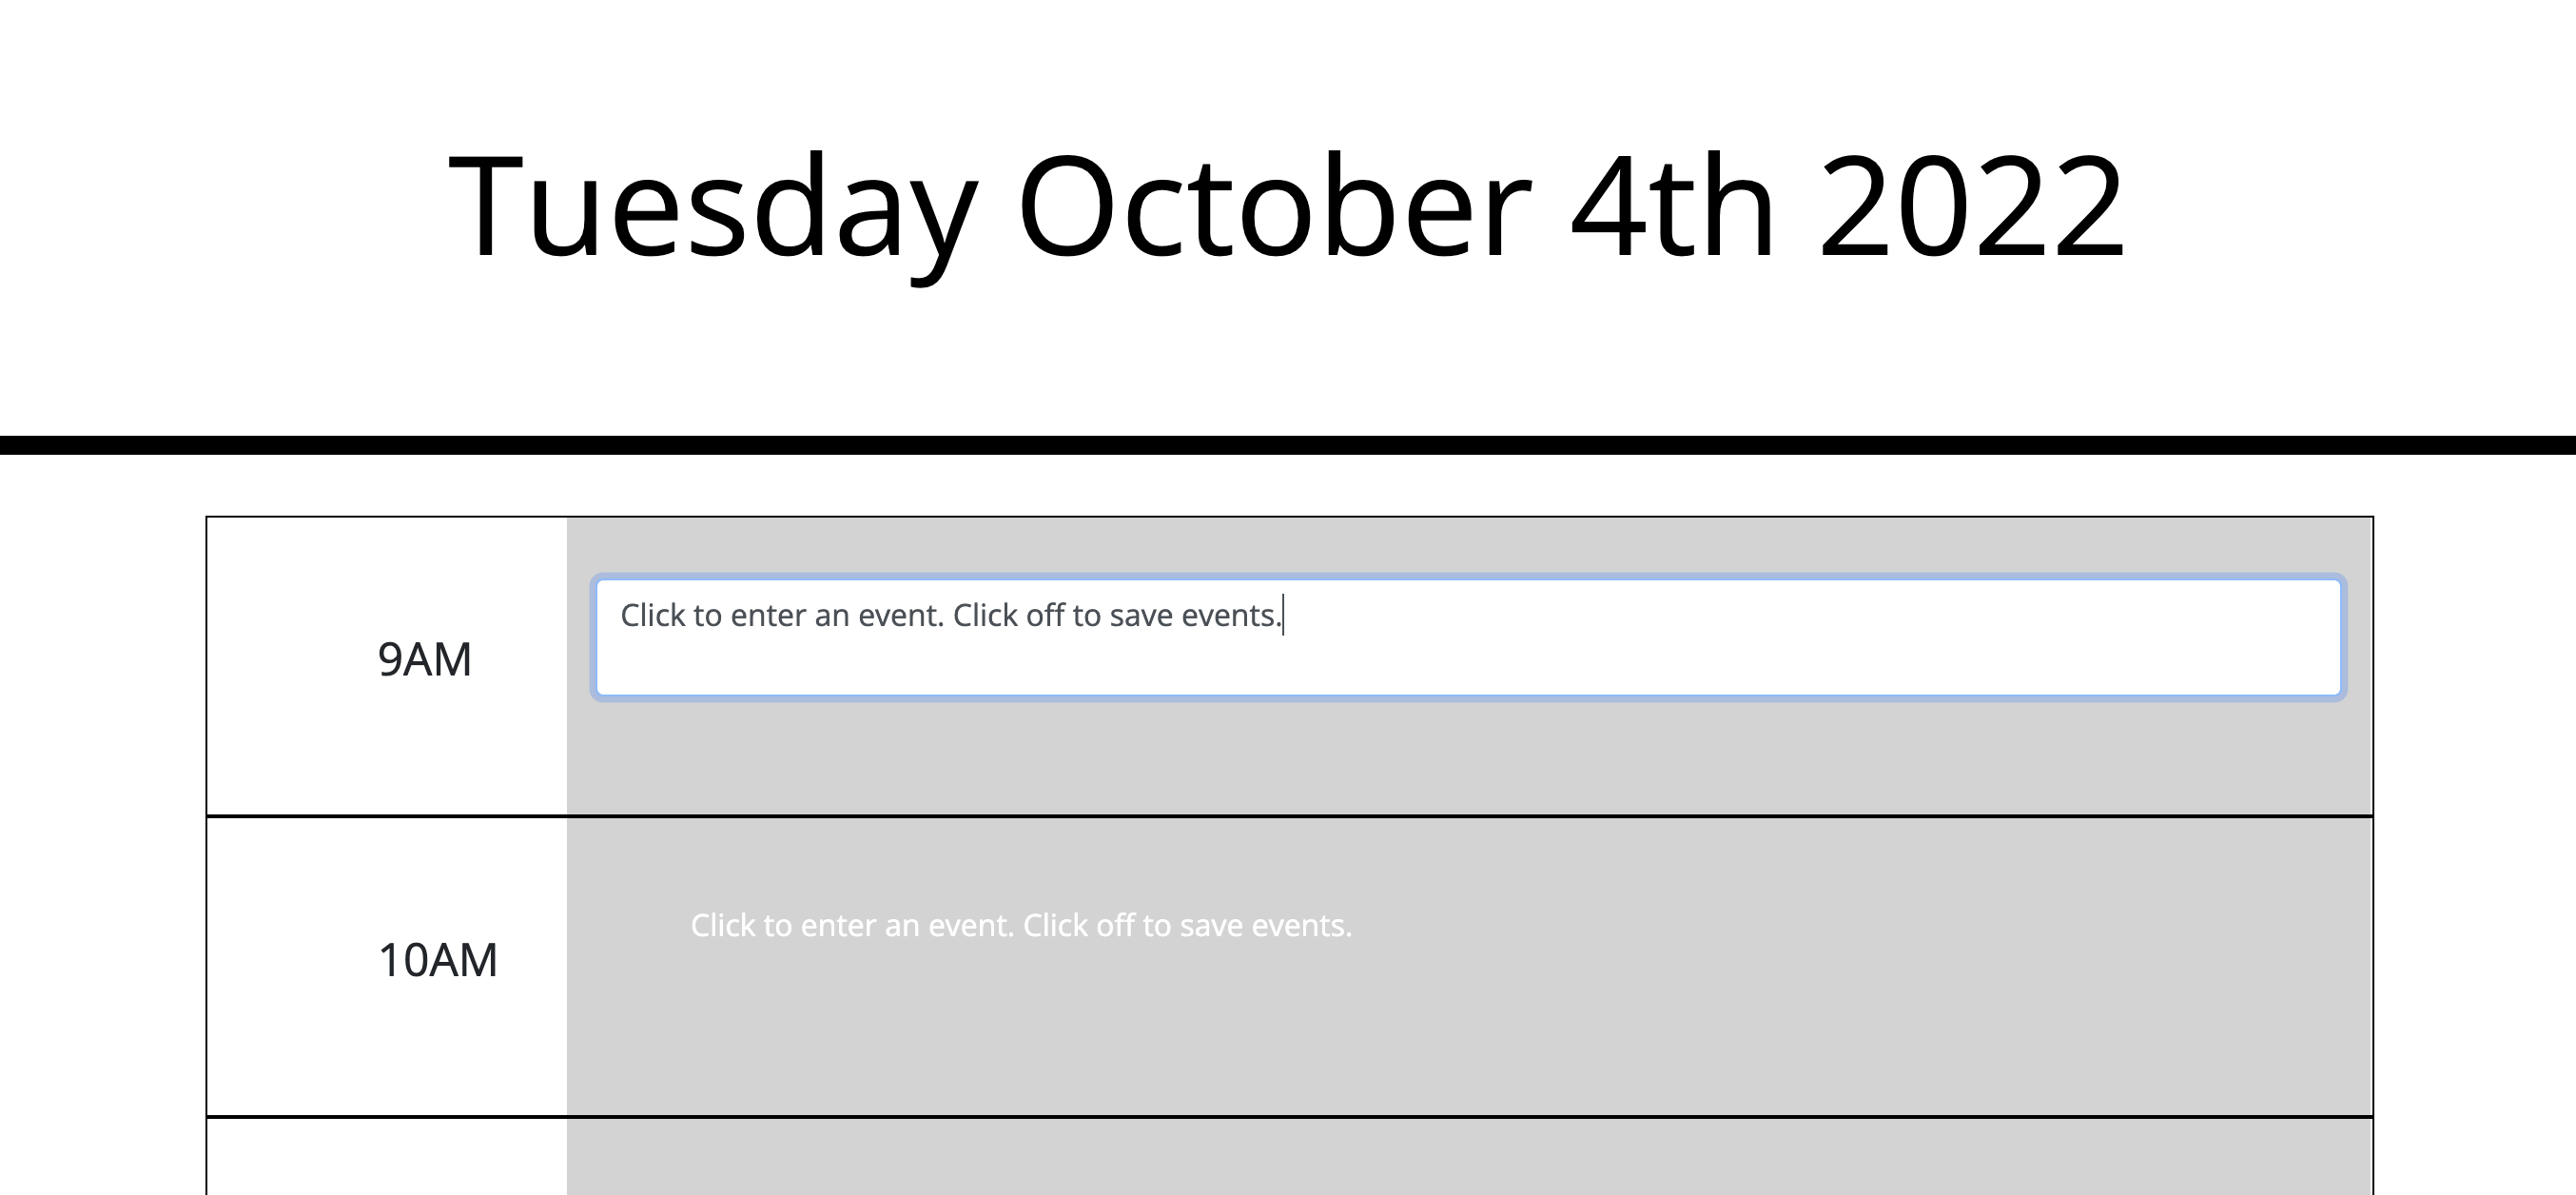 Tuesday October 4th 2022
9AM
Click to enter an event. Click off to save events.
10AM
Click to enter an event. Click off to save events.